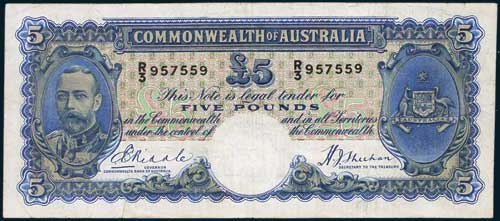 5 COMMONWEALTH OF AUSTRALIA 5
R/3 957559 £5 R/3 957559
This Note is legal tender for
FIVE POUNDS
in the Commonwealth and in all Territories
under the control of the Commonwealth.
AUSTRALIA
GOVERNOR SECRETARY TO THE TREASURY
COMMONWEALTH BANK OF AUSTRALIA
5 5